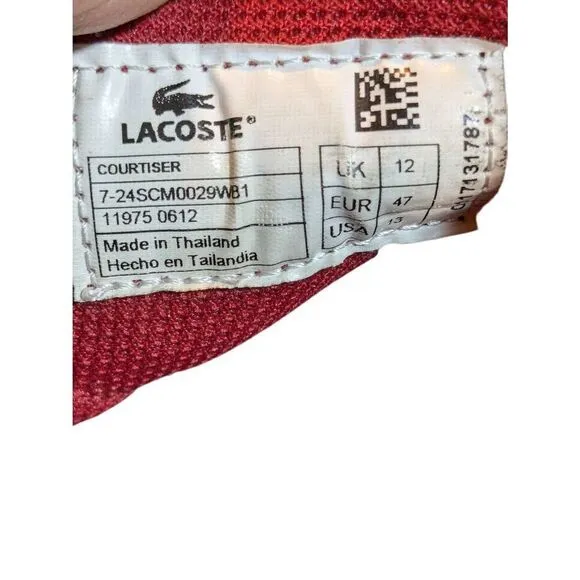 LACOSTE®
COURTISER
7-24SCM0029WB1
11975 0612
Made in Thailand
Hecho en Tailandia
UK 12
EUR 47
USA 13